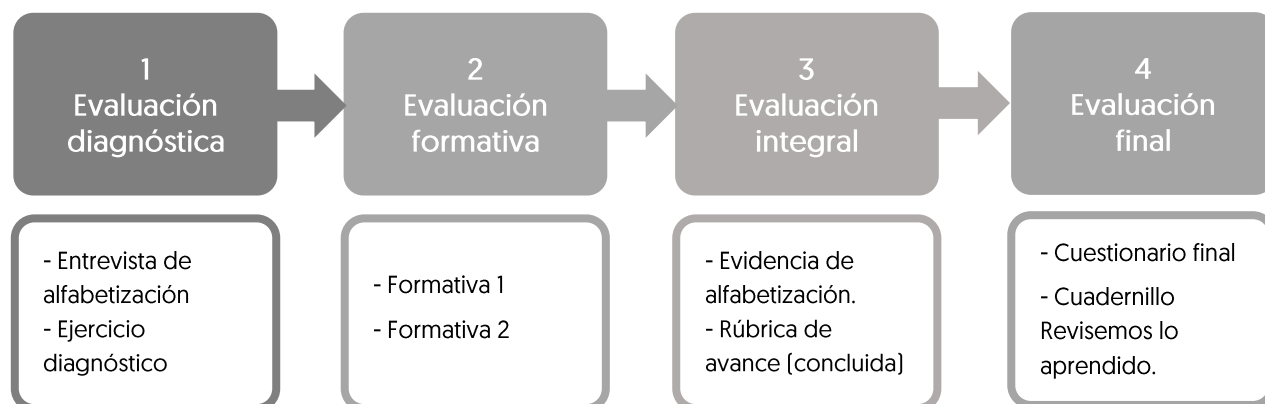 1
Evaluación
diagnóstica
2
Evaluación
formativa
3
Evaluación
integral
4
Evaluación
final
- Entrevista de
alfabetización
- Ejercicio
diagnóstico
- Formativa 1
- Formativa 2
- Evidencia de
alfabetización.
- Rúbrica de
avance (concluida)
- Cuestionario final
- Cuadernillo
Revisemos lo
aprendido.